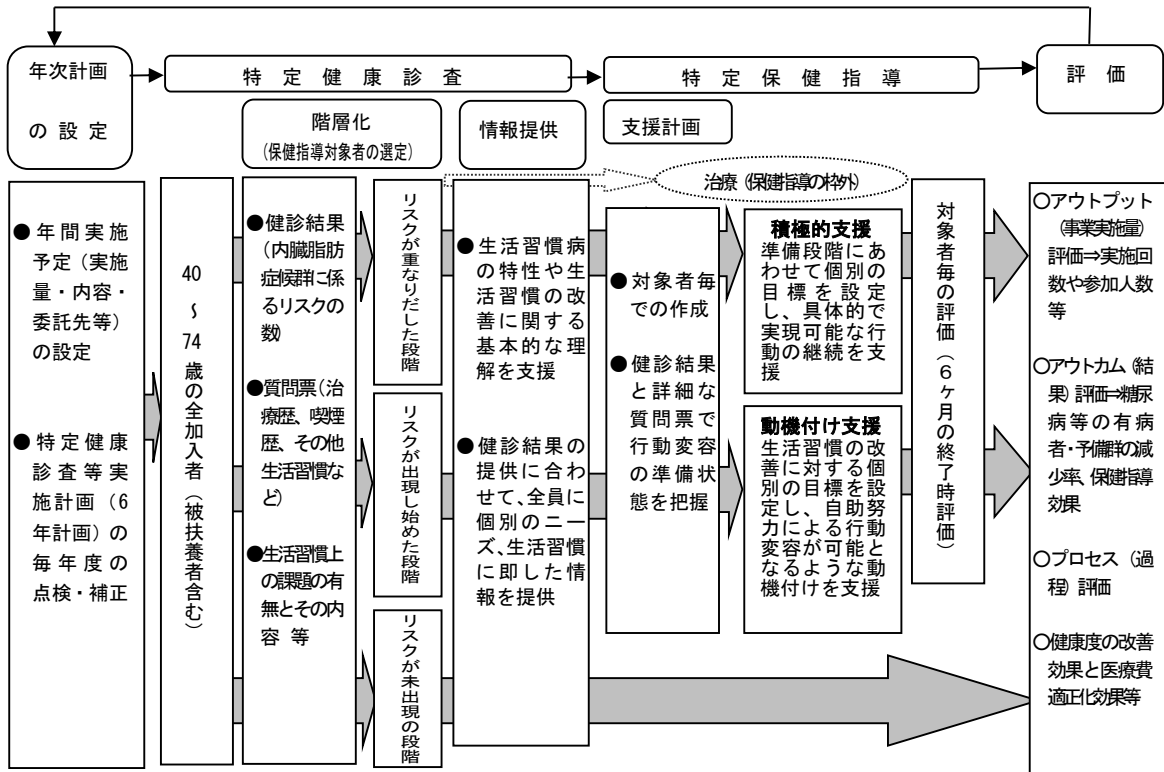 年次計画
の設定
特定健康診査
特定保健指導
評価
階層化
(保健指導対象者の選定)
情報提供
支援計画
●年間実施
予定（実施
量・内容・
委託先等）
の設定
●特定健康
診査等実
施計画（6
年計画）の
毎年度の
点検・補正
40～74歳の全加入者（被扶養者含む）
●健診結果
（内臓脂肪
症候群に係
るリスクの
数）
●質問票（治
療歴、喫煙
歴、その他
生活習慣な
ど）
●生活習慣上
の課題の有
無とその内
容 等
リスクが重なりだした段階
リスクが出現し始めた段階
リスクが未出現の段階
●生活習慣病
の特性や生
活習慣の改
善に関する
基本的な理
解を支援
●健診結果の
提供に合わ
せて、全員に
個別のニー
ズ、生活習慣
に即した情
報を提供
治療（保健指導の枠外）
●対象者毎
での作成
●健診結果
と詳細な
質問票で
行動変容
の準備状
態を把握
積極的支援
準備段階にあ
わせて個別の
目標を設定
し、具体的で
実現可能な行
動の継続を支
援
動機付け支援
生活習慣の改
善に対する個
別の目標を設
定し、自助努
力による行動
変容が可能と
なるような動
機付けを支援
対象者毎の評価（6ヶ月の終了時評価）
○アウトプット
（事業実施量）
評価⇒実施回
数や参加人数
等
○アウトカム（結
果）評価⇒糖尿
病等の有病
者・予備群の減
少率、保健指導
効果
○プロセス（過
程）評価
○健康度の改善
効果と医療費
適正化効果等